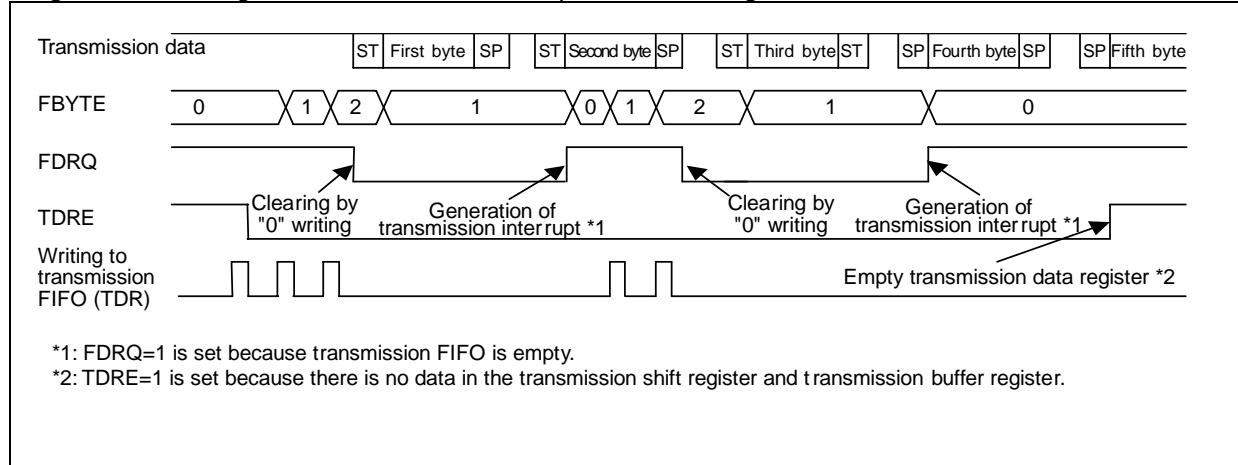 Transmission data ST First byte SP ST Second byte SP ST Third byte ST SP Fourth byte SP SP Fifth byte
FBYTE 0 1 2 1 0 1 2 1 0
FDRQ
Clearing by "0" writing
Generation of transmission interrupt *1
Clearing by "0" writing
Generation of transmission interrupt *1
TDRE
Writing to
transmission
FIFO (TDR)
Empty transmission data register *2
*1: FDRQ=1 is set because transmission FIFO is empty.
*2: TDRE=1 is set because there is no data in the transmission shift register and transmission buffer register.